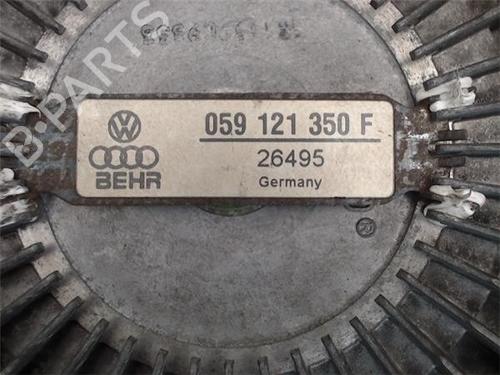 B-PARTS
059 121 350 F
BEHR
26495
Germany